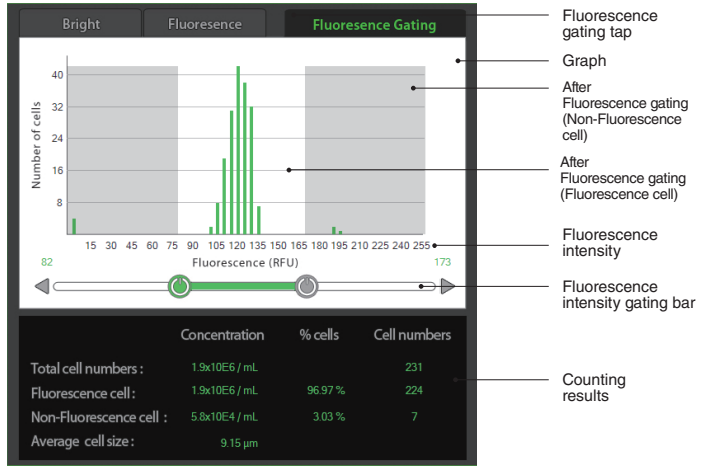 Bright
Fluoresence
Fluoresence Gating
Fluorescence
gating tap
Graph
After
Fluorescence gating
(Non-Fluorescence
cell)
After
Fluorescence gating
(Fluorescence cell)
Fluorescence
intensity
Fluorescence
intensity gating bar
Counting
results
Number of cells
40
32
24
16
8
15 30 45 60 75 90 105 120 135 150 165 180 195 210 225 240 255
82
Fluorescence (RFU)
173
Concentration % cells Cell numbers
Total cell numbers : 1.9x10E6 / mL 231
Fluorescence cell : 1.9x10E6 / mL 96.97 % 224
Non-Fluorescence cell : 5.8x10E4 / mL 3.03 % 7
Average cell size : 9.15 μm